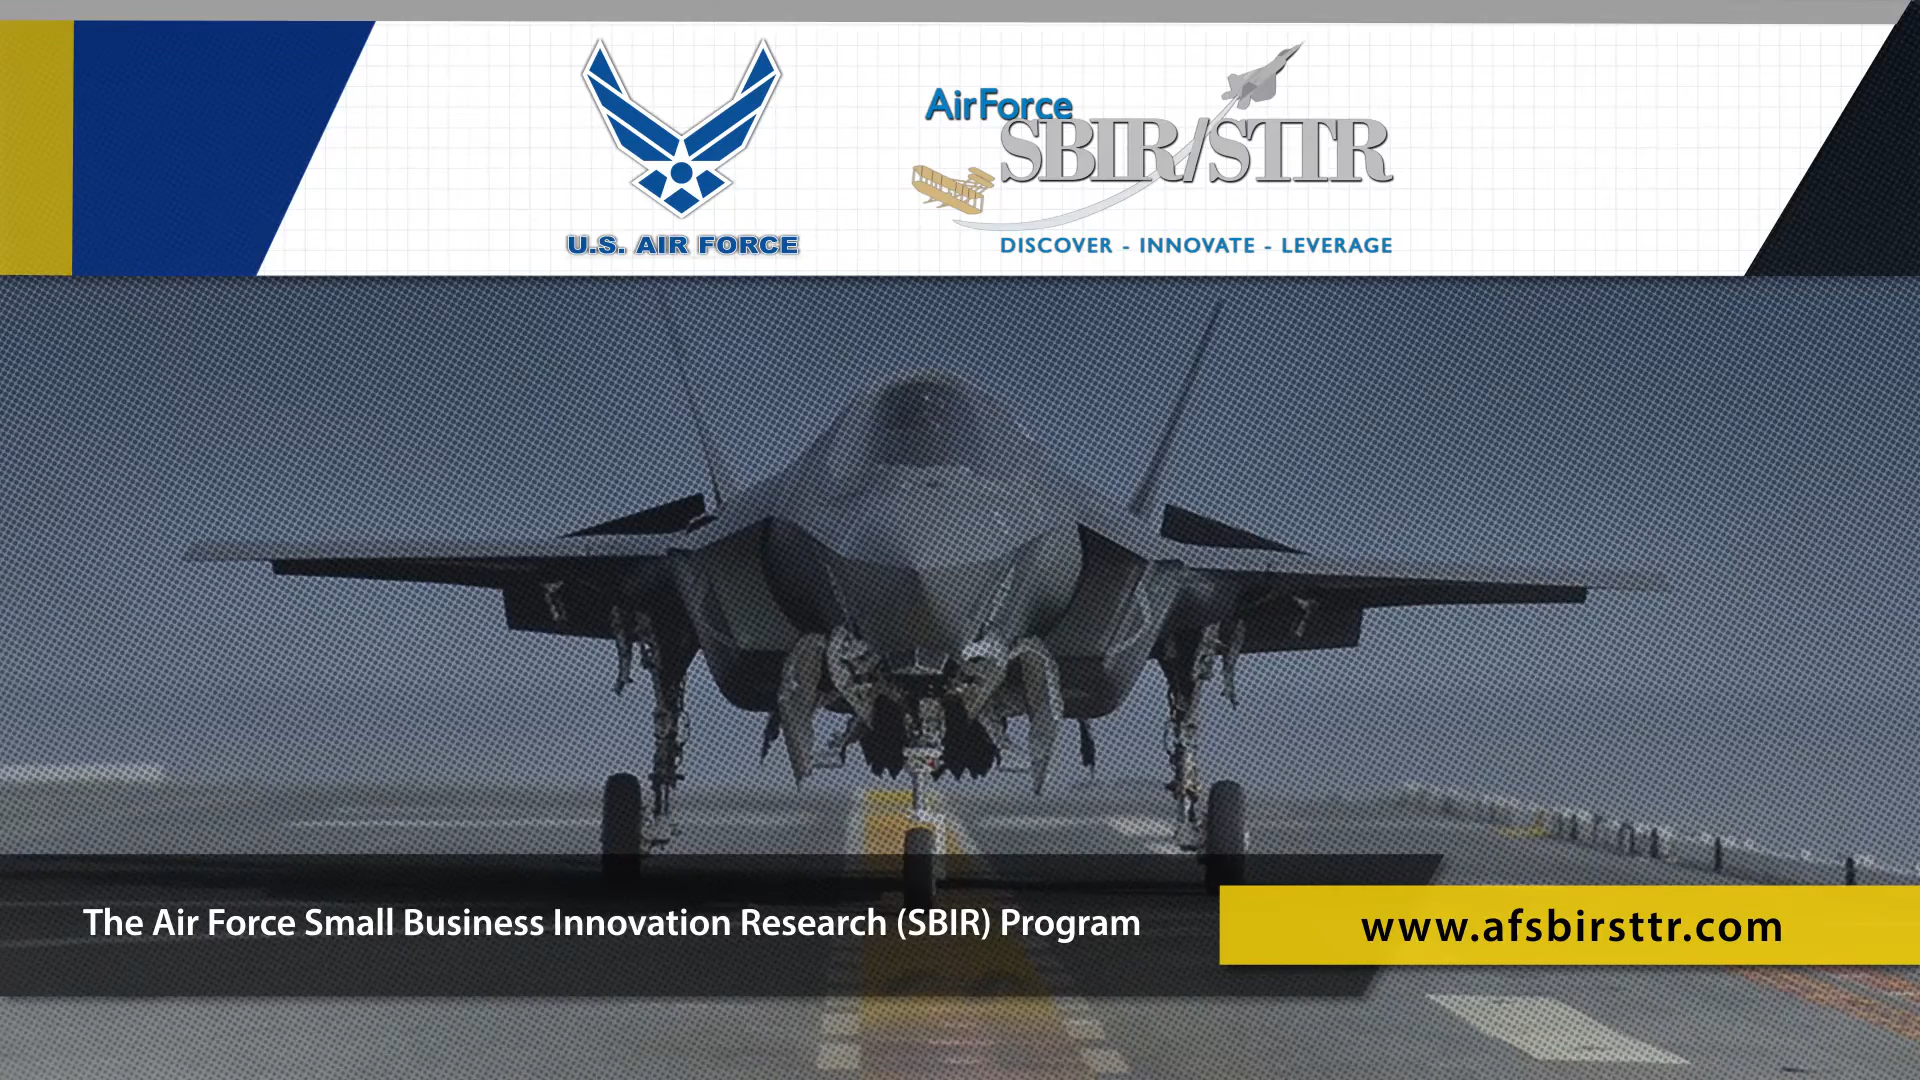 U.S. AIR FORCE
AirForce
SBIR/STTR
DISCOVER - INNOVATE - LEVERAGE
The Air Force Small Business Innovation Research (SBIR) Program
www.afsbirsttr.com